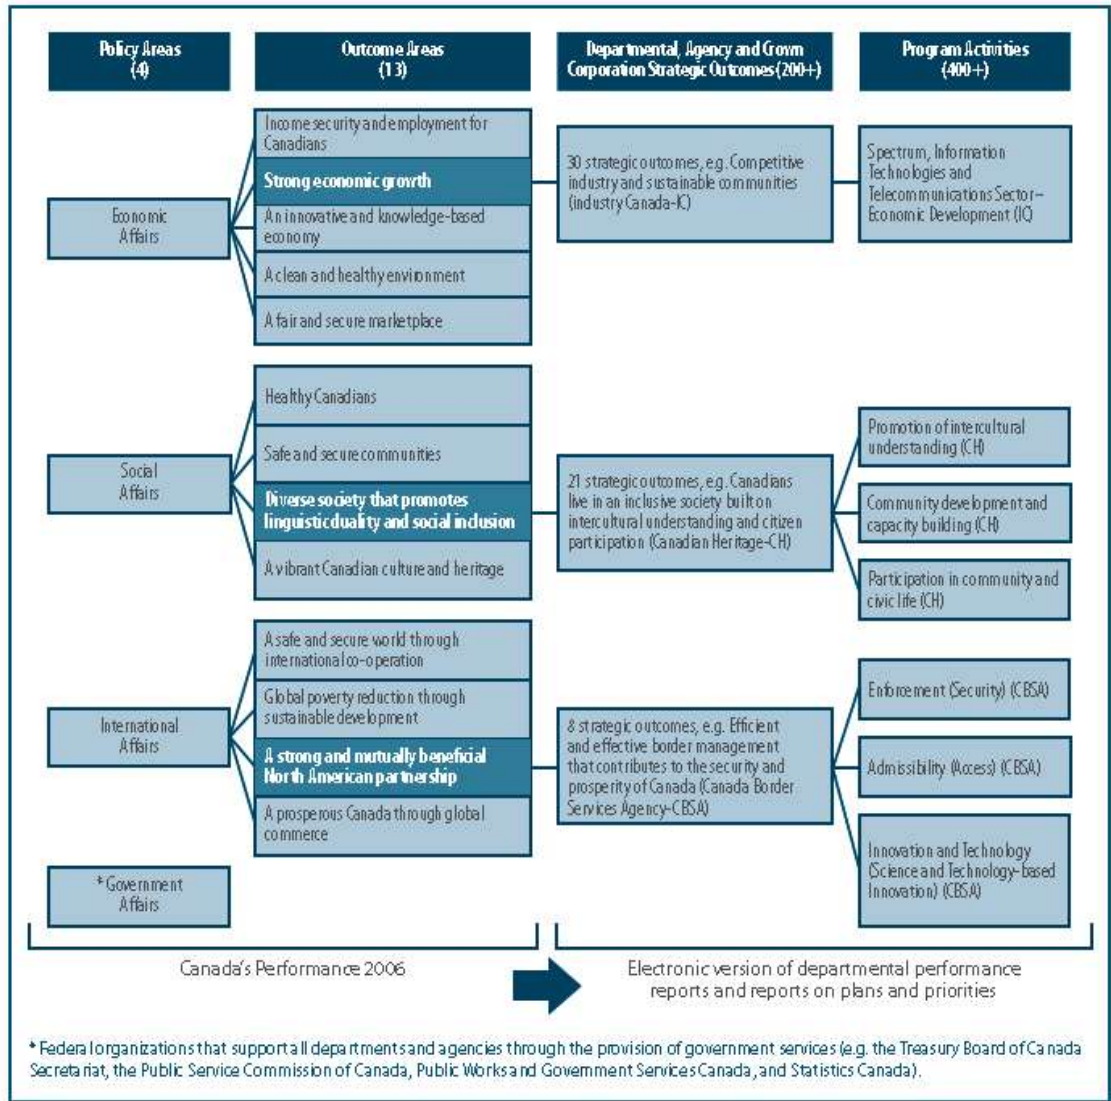 Policy Areas
(4)
Outcome Areas
(13)
Departmental, Agency and Crown
Corporation Strategic Outcomes (200+)
Program Activities
(400+)
Economic
Affairs
Income security and employment for
Canadians
Strong economic growth
An innovative and knowledge-based
economy
A clean and healthy environment
A fair and secure marketplace
30 strategic outcomes, e.g. Competitive
industry and sustainable communities
(industry Canada-IC)
Spectrum, Information
Technologies and
Telecommunications Sector–
Economic Development (IC)
Social
Affairs
Healthy Canadians
Safe and secure communities
Diverse society that promotes
linguistic duality and social inclusion
A vibrant Canadian culture and heritage
21 strategic outcomes, e.g. Canadians
live in an inclusive society built on
intercultural understanding and citizen
participation (Canadian Heritage-CH)
Promotion of intercultural
understanding (CH)
Community development and
capacity building (CH)
Participation in community and
civic life (CH)
International
Affairs
A safe and secure world through
international co-operation
Global poverty reduction through
sustainable development
A strong and mutually beneficial
North American partnership
A prosperous Canada through global
commerce
8 strategic outcomes, e.g. Efficient
and effective border management
that contributes to the security and
prosperity of Canada (Canada Border
Services Agency-CBSA)
Enforcement (Security) (CBSA)
Admissibility (Access) (CBSA)
Innovation and Technology
(Science and Technology-based
Innovation) (CBSA)
* Government
Affairs
Canada's Performance 2006
Electronic version of departmental performance
reports and reports on plans and priorities
* Federal organizations that support all departments and agencies through the provision of government services (e.g. the Treasury Board of Canada
Secretariat, the Public Service Commission of Canada, Public Works and Government Services Canada, and Statistics Canada).